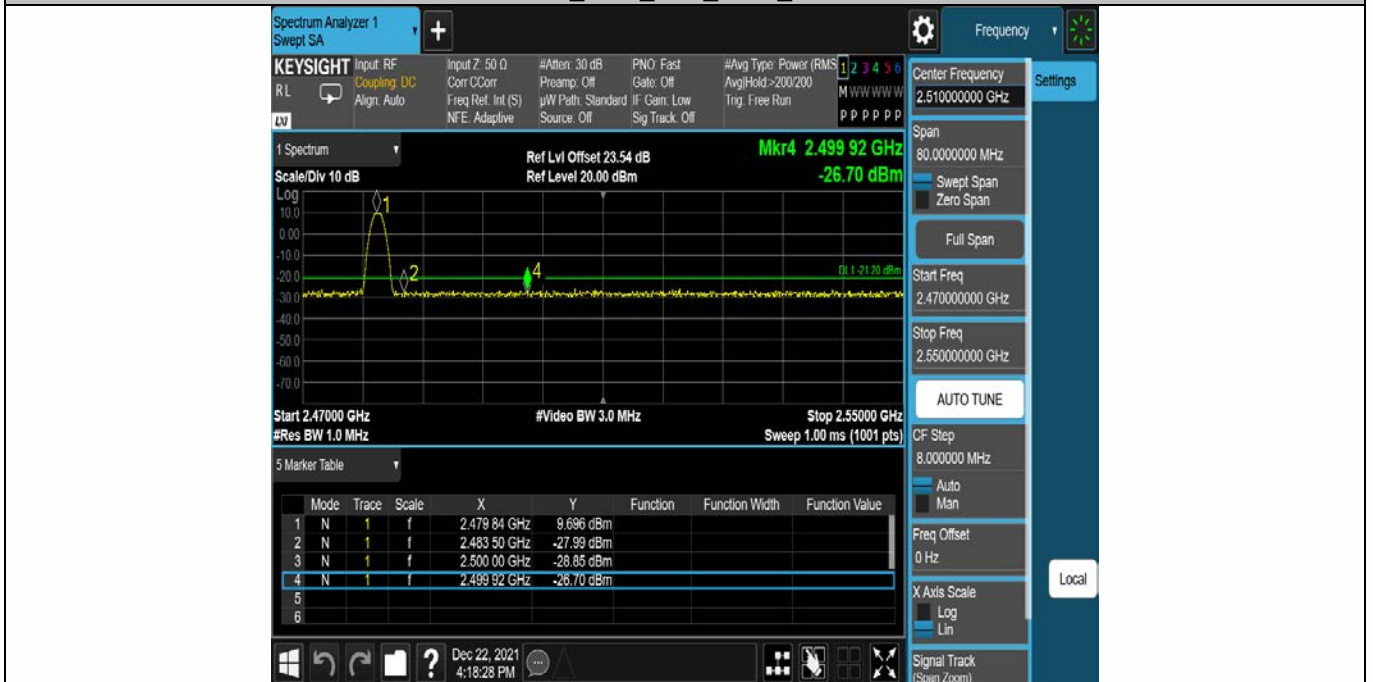 Spectrum Analyzer 1
Swept SA
+
Frequency
KEYSIGHT
RL
LXI
Input: RF
Coupling: DC
Align: Auto
Input Z: 50 Ω
Corr CCorr
Freq Ref: Int (S)
NFE: Adaptive
#Atten: 30 dB
Preamp: Off
µW Path: Standard
Source: Off
PNO: Fast
Gate: Off
IF Gain: Low
Sig Track: Off
#Avg Type: Power (RMS
Avg|Hold:>200/200
Trig: Free Run
1 2 3 4 5 6
M W W W W W
P P P P P P
Center Frequency
2.510000000 GHz
Settings
1 Spectrum
Scale/Div 10 dB
Ref Lvl Offset 23.54 dB
Ref Level 20.00 dBm
Mkr4 2.499 92 GHz
-26.70 dBm
Log
10.0
0.00
-10.0
-20.0
-30.0
-40.0
-50.0
-60.0
-70.0
1
2
4
DL1 -21.20 dBm
Start 2.47000 GHz
#Res BW 1.0 MHz
#Video BW 3.0 MHz
Stop 2.55000 GHz
Sweep 1.00 ms (1001 pts)
Span
80.0000000 MHz
Swept Span
Zero Span
Full Span
Start Freq
2.470000000 GHz
Stop Freq
2.550000000 GHz
AUTO TUNE
CF Step
8.000000 MHz
Auto
Man
Freq Offset
0 Hz
X Axis Scale
Log
Lin
Signal Track
(Span Zoom)
Local
5 Marker Table
Mode Trace Scale X Y Function Function Width Function Value
1 N 1 f 2.479 84 GHz 9.696 dBm
2 N 1 f 2.483 50 GHz -27.99 dBm
3 N 1 f 2.500 00 GHz -28.85 dBm
4 N 1 f 2.499 92 GHz -26.70 dBm
5
6
?
Dec 22, 2021
4:18:28 PM